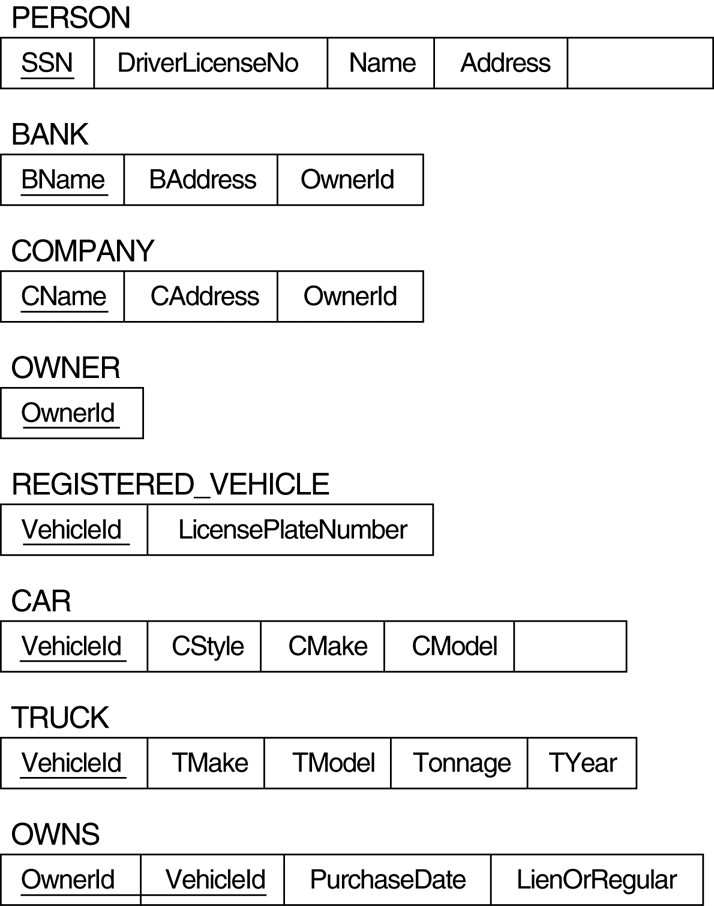 PERSON
SSN DriverLicenseNo Name Address
BANK
BName BAddress OwnerId
COMPANY
CName CAddress OwnerId
OWNER
OwnerId
REGISTERED_VEHICLE
VehicleId LicensePlateNumber
CAR
VehicleId CStyle CMake CModel
TRUCK
VehicleId TMake TModel Tonnage TYear
OWNS
OwnerId VehicleId PurchaseDate LienOrRegular